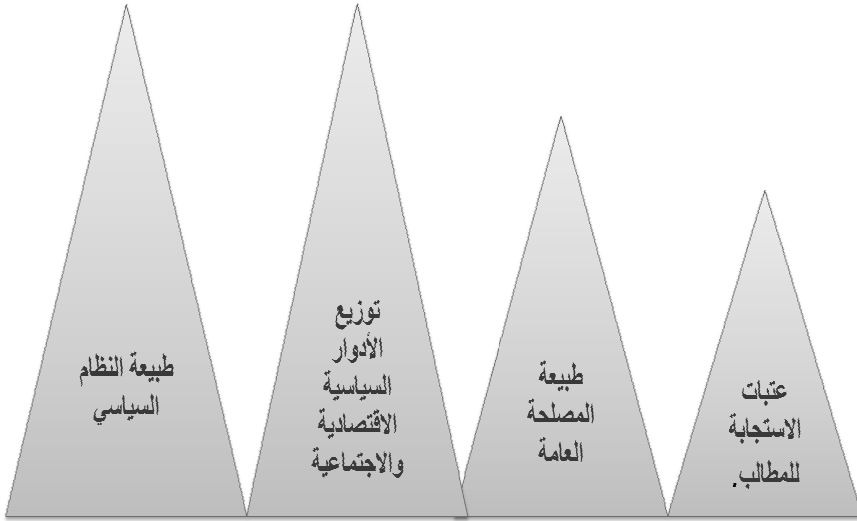 عتبات
الاستجابة
للمطالب.
طبيعة
المصلحة
العامة
توزيع
الأدوار
السياسية
الاقتصادية
والاجتماعية
طبيعة النظام
السياسي